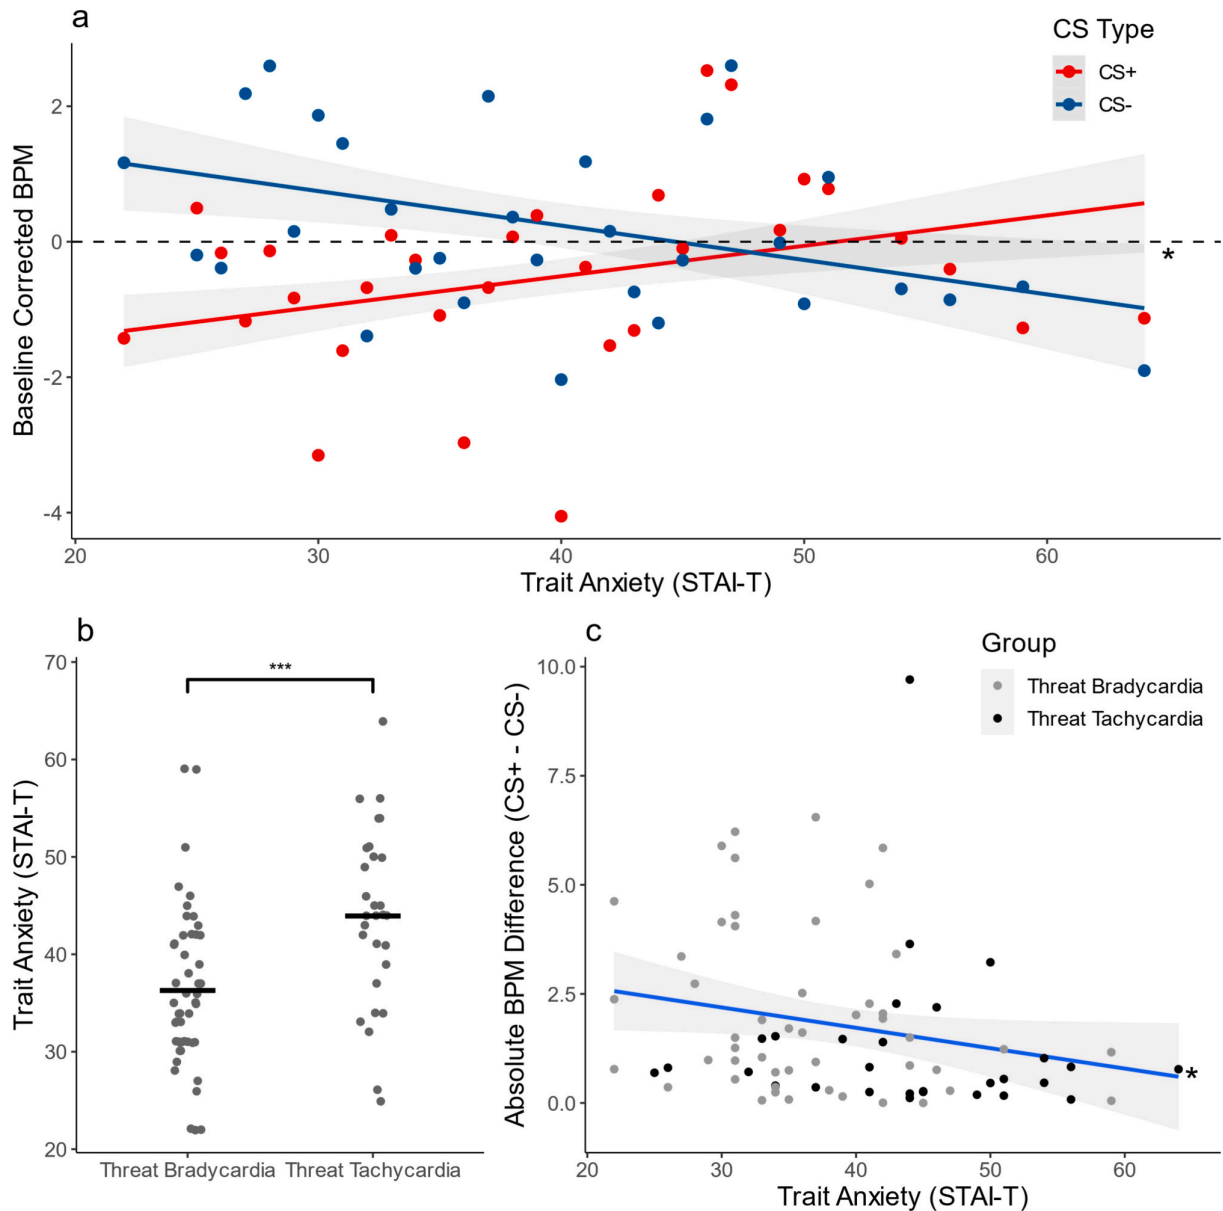 a
CS Type
CS+
CS-
Baseline Corrected BPM
2
0
-2
-4
*
20 30 40 50 60
Trait Anxiety (STAI-T)
b
Trait Anxiety (STAI-T)
70
60
50
40
30
20
***
Threat Bradycardia Threat Tachycardia
c
Group
Threat Bradycardia
Threat Tachycardia
Absolute BPM Difference (CS+ - CS-)
10.0
7.5
5.0
2.5
0.0
*
20 30 40 50 60
Trait Anxiety (STAI-T)